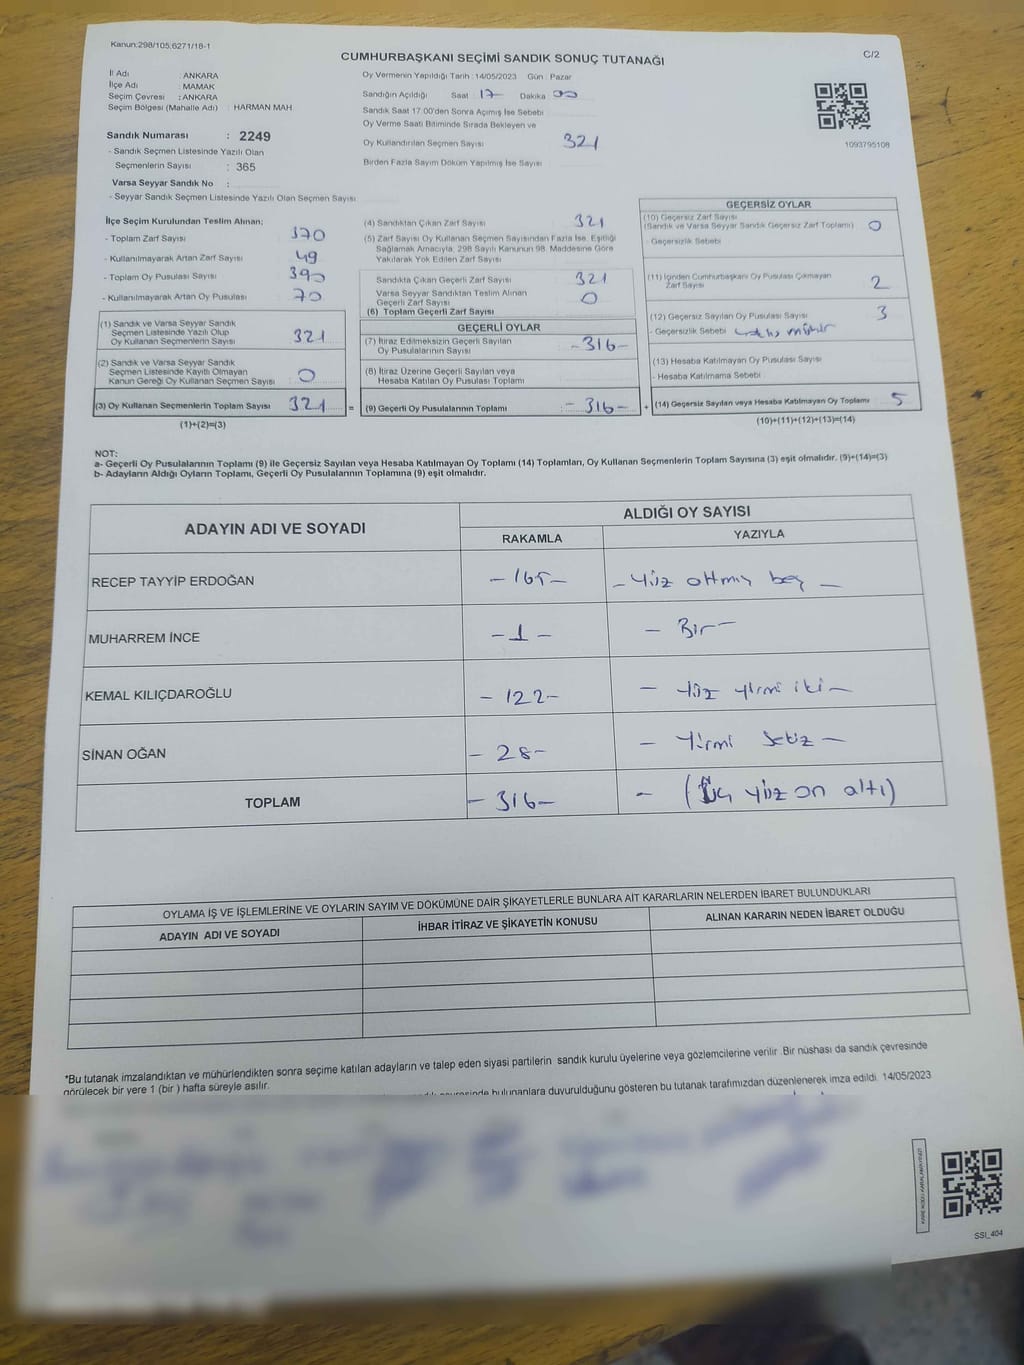 Kanun:298/105,6271/18-1
C/2
CUMHURBAŞKANI SEÇİMİ SANDIK SONUÇ TUTANAĞI
İl Adı : ANKARA
İlçe Adı : MAMAK
Seçim Çevresi : ANKARA
Seçim Bölgesi (Mahalle Adı) : HARMAN MAH
Sandık Numarası : 2249
- Sandık Seçmen Listesinde Yazılı Olan
Seçmenlerin Sayısı : 365
Varsa Seyyar Sandık No :
- Seyyar Sandık Seçmen Listesinde Yazılı Olan Seçmen Sayısı
Oy Vermenin Yapıldığı Tarih : 14/05/2023 Gün : Pazar
Sandığın Açıldığı Saat 17 Dakika 00
Sandık Saat 17:00'den Sonra Açımış İse Sebebi
Oy Verme Saati Bitiminde Sırada Bekleyen ve
Oy Kullandırılan Seçmen Sayısı 321
Birden Fazla Sayım Döküm Yapılmış İse Sayısı
1093795108
İlçe Seçim Kurulundan Teslim Alınan;
- Toplam Zarf Sayısı 370
- Kullanılmayarak Artan Zarf Sayısı 49
- Toplam Oy Pusulası Sayısı 390
- Kullanılmayarak Artan Oy Pusulası 70
(1) Sandık ve Varsa Seyyar Sandık
Seçmen Listesinde Yazılı Olup
Oy Kullanan Seçmenlerin Sayısı 321
(2) Sandık ve Varsa Seyyar Sandık
Seçmen Listesinde Kayıtlı Olmayan
Kanun Gereği Oy Kullanan Seçmen Sayısı 0
(3) Oy Kullanan Seçmenlerin Toplam Sayısı 321 =
(1)+(2)=(3)
(4) Sandıktan Çıkan Zarf Sayısı 321
(5) Zarf Sayısı Oy Kullanan Seçmen Sayısından Fazla İse, Eşitliği
Sağlamak Amacıyla, 298 Sayılı Kanunun 98. Maddesine Göre
Yakılarak Yok Edilen Zarf Sayısı
Sandıkta Çıkan Geçerli Zarf Sayısı 321
Varsa Seyyar Sandıktan Teslim Alınan
Geçerli Zarf Sayısı 0
(6) Toplam Geçerli Zarf Sayısı
GEÇERLİ OYLAR
(7) İtiraz Edilmeksizin Geçerli Sayılan
Oy Pusulalarının Sayısı -316-
(8) İtiraz Üzerine Geçerli Sayılan veya
Hesaba Katılan Oy Pusulası Toplamı
(9) Geçerli Oy Pusulalarının Toplamı -316- +
GEÇERSİZ OYLAR
(10) Geçersiz Zarf Sayısı
(Sandık ve Varsa Seyyar Sandık Geçersiz Zarf Toplamı) 0
- Geçersizlik Sebebi
(11) İçinden Cumhurbaşkanı Oy Pusulası Çıkmayan
Zarf Sayısı 2
(12) Geçersiz Sayılan Oy Pusulası Sayısı 3
- Geçersizlik Sebebi
(13) Hesaba Katılmayan Oy Pusulası Sayısı
- Hesaba Katılmama Sebebi
(14) Geçersiz Sayılan veya Hesaba Katılmayan Oy Toplamı 5
(10)+(11)+(12)+(13)=(14)
NOT:
a- Geçerli Oy Pusulalarının Toplamı (9) ile Geçersiz Sayılan veya Hesaba Katılmayan Oy Toplamı (14) Toplamları, Oy Kullanan Seçmenlerin Toplam Sayısına (3) eşit olmalıdır. (9)+(14)=(3)
b- Adayların Aldığı Oyların Toplamı, Geçerli Oy Pusulalarının Toplamına (9) eşit olmalıdır.
ADAYIN ADI VE SOYADI
ALDIĞI OY SAYISI
RAKAMLA YAZIYLA
RECEP TAYYİP ERDOĞAN -165- - Yüz altmış beş -
MUHARREM İNCE -1- - Bir -
KEMAL KILIÇDAROĞLU -122- - Yüz yirmi iki -
SİNAN OĞAN -28- - Yirmi Sekiz -
TOPLAM -316- - (Üç yüz on altı)
OYLAMA İŞ VE İŞLEMLERİNE VE OYLARIN SAYIM VE DÖKÜMÜNE DAİR ŞİKAYETLERLE BUNLARA AİT KARARLARIN NELERDEN İBARET BULUNDUKLARI
ADAYIN ADI VE SOYADI
İHBAR İTİRAZ VE ŞİKAYETİN KONUSU
ALINAN KARARIN NEDEN İBARET OLDUĞU
*Bu tutanak imzalandıktan ve mühürlendikten sonra seçime katılan adayların ve talep eden siyasi partilerin sandık kurulu üyelerine veya gözlemcilerine verilir. Bir nüshası da sandık çevresinde
görülecek bir yere 1 (bir ) hafta süreyle asılır.
bulunanlara duyurulduğunu gösteren bu tutanak tarafımızdan düzenlenerek imza edildi. 14/05/2023
SSI_404